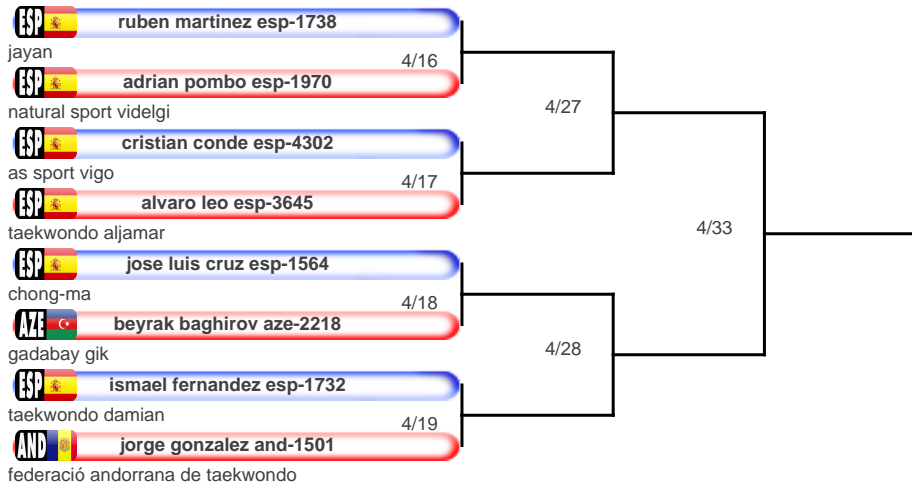 ESP ruben martinez esp-1738
jayan
4/16
ESP adrian pombo esp-1970
natural sport videlgi
4/27
ESP cristian conde esp-4302
as sport vigo
4/17
ESP alvaro leo esp-3645
taekwondo aljamar
4/33
ESP jose luis cruz esp-1564
chong-ma
4/18
AZE beyrak baghirov aze-2218
gadabay gik
4/28
ESP ismael fernandez esp-1732
taekwondo damian
4/19
AND jorge gonzalez and-1501
federació andorrana de taekwondo